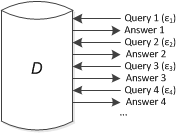 D
Query 1 (ε₁)
Answer 1
Query 2 (ε₂)
Answer 2
Query 3 (ε₃)
Answer 3
Query 4 (ε₄)
Answer 4
...